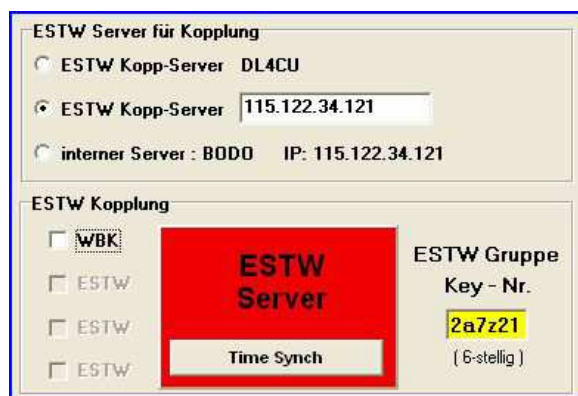 ESTW Server für Kopplung
ESTW Kopp-Server DL4CU
ESTW Kopp-Server 115.122.34.121
interner Server : BODO IP: 115.122.34.121
ESTW Kopplung
WBK
ESTW
ESTW
ESTW
ESTW
Server
Time Synch
ESTW Gruppe
Key - Nr.
2a7z21
( 6-stellig )